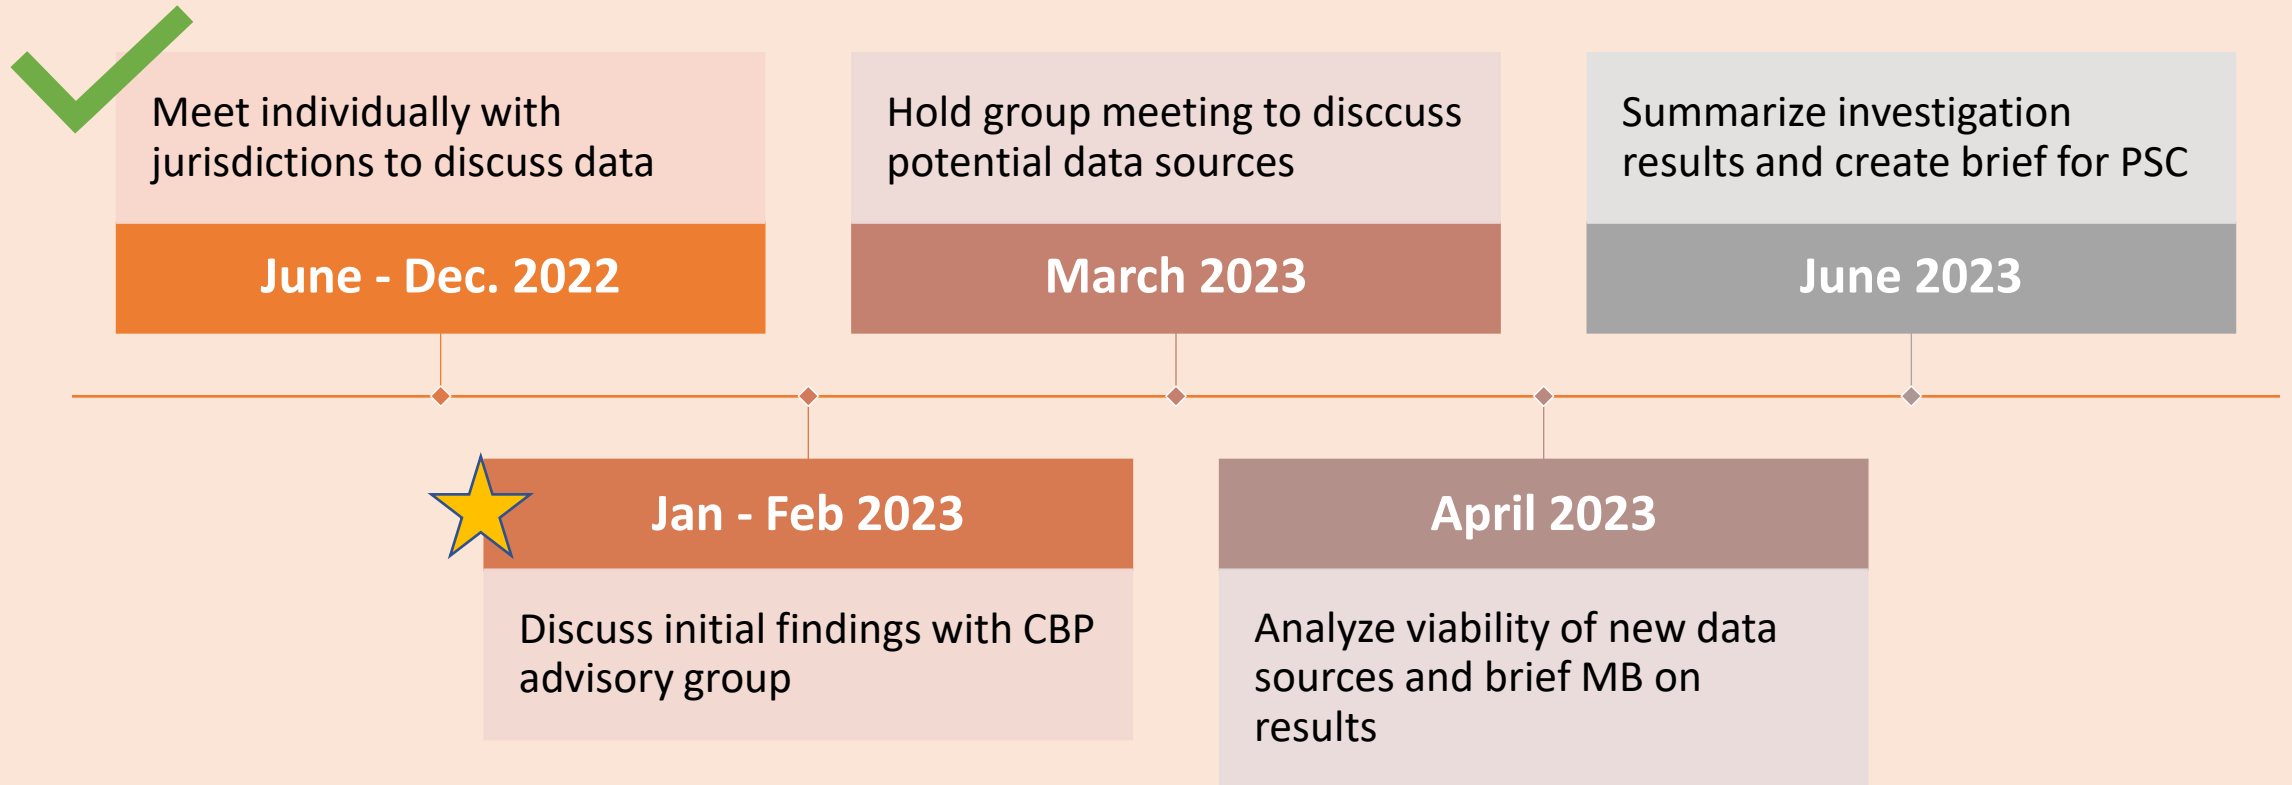 Meet individually with
jurisdictions to discuss data
June - Dec. 2022
Jan - Feb 2023
Discuss initial findings with CBP
advisory group
Hold group meeting to disccuss
potential data sources
March 2023
April 2023
Analyze viability of new data
sources and brief MB on
results
Summarize investigation
results and create brief for PSC
June 2023